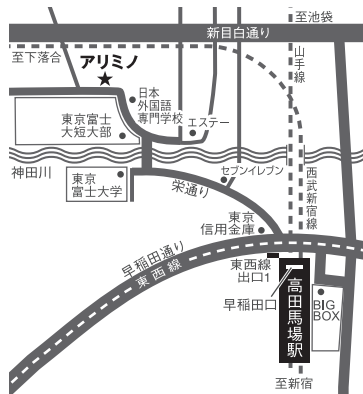 至池袋
新目白通り
至下落合
アリミノ
山手線
日本
外国語
専門学校
エステー
東京富士
大短大部
神田川
セブンイレブン
東京
富士大学
栄通り
西武新宿線
東京
信用金庫
早稲田通り
東西線
東西線
出口1
早稲田口
高田馬場駅
BIG
BOX
至新宿